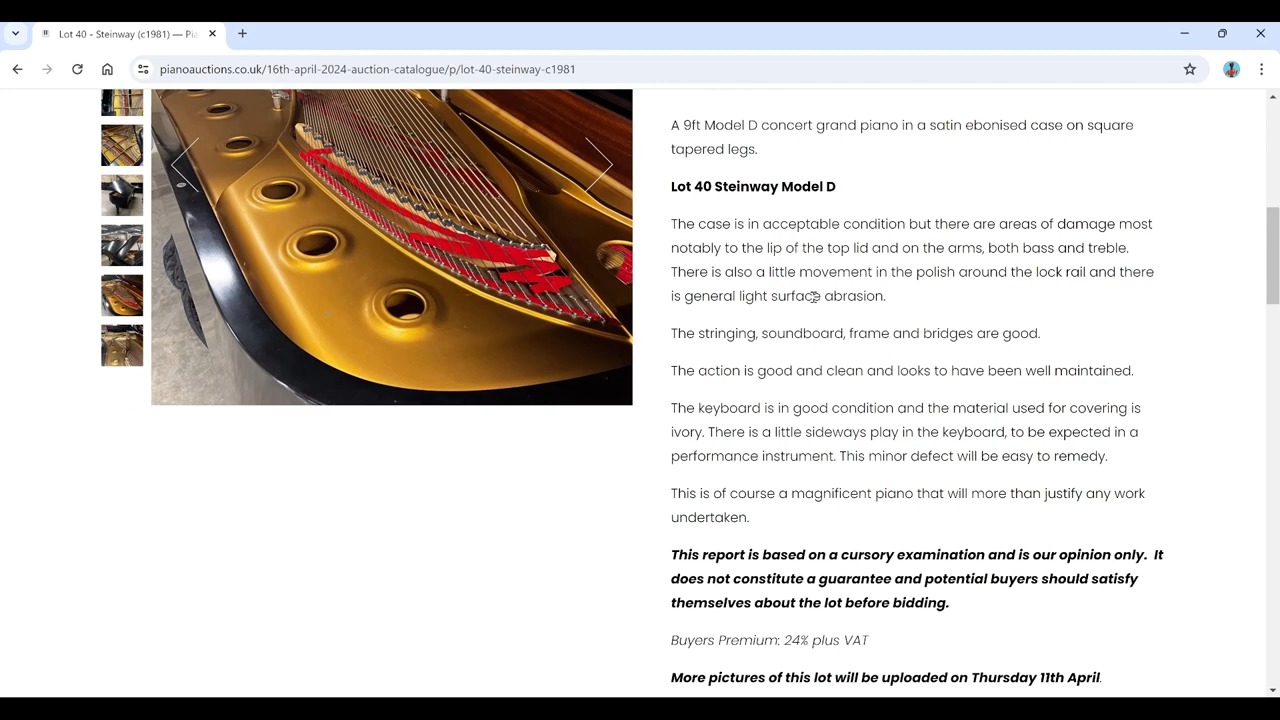 Lot 40 - Steinway (c1981) — Pia
pianoauctions.co.uk/16th-april-2024-auction-catalogue/p/lot-40-steinway-c1981
A 9ft Model D concert grand piano in a satin ebonised case on square
tapered legs.
Lot 40 Steinway Model D
The case is in acceptable condition but there are areas of damage most
notably to the lip of the top lid and on the arms, both bass and treble.
There is also a little movement in the polish around the lock rail and there
is general light surface abrasion.
The stringing, soundboard, frame and bridges are good.
The action is good and clean and looks to have been well maintained.
The keyboard is in good condition and the material used for covering is
ivory. There is a little sideways play in the keyboard, to be expected in a
performance instrument. This minor defect will be easy to remedy.
This is of course a magnificent piano that will more than justify any work
undertaken.
This report is based on a cursory examination and is our opinion only. It
does not constitute a guarantee and potential buyers should satisfy
themselves about the lot before bidding.
Buyers Premium: 24% plus VAT
More pictures of this lot will be uploaded on Thursday 11th April.